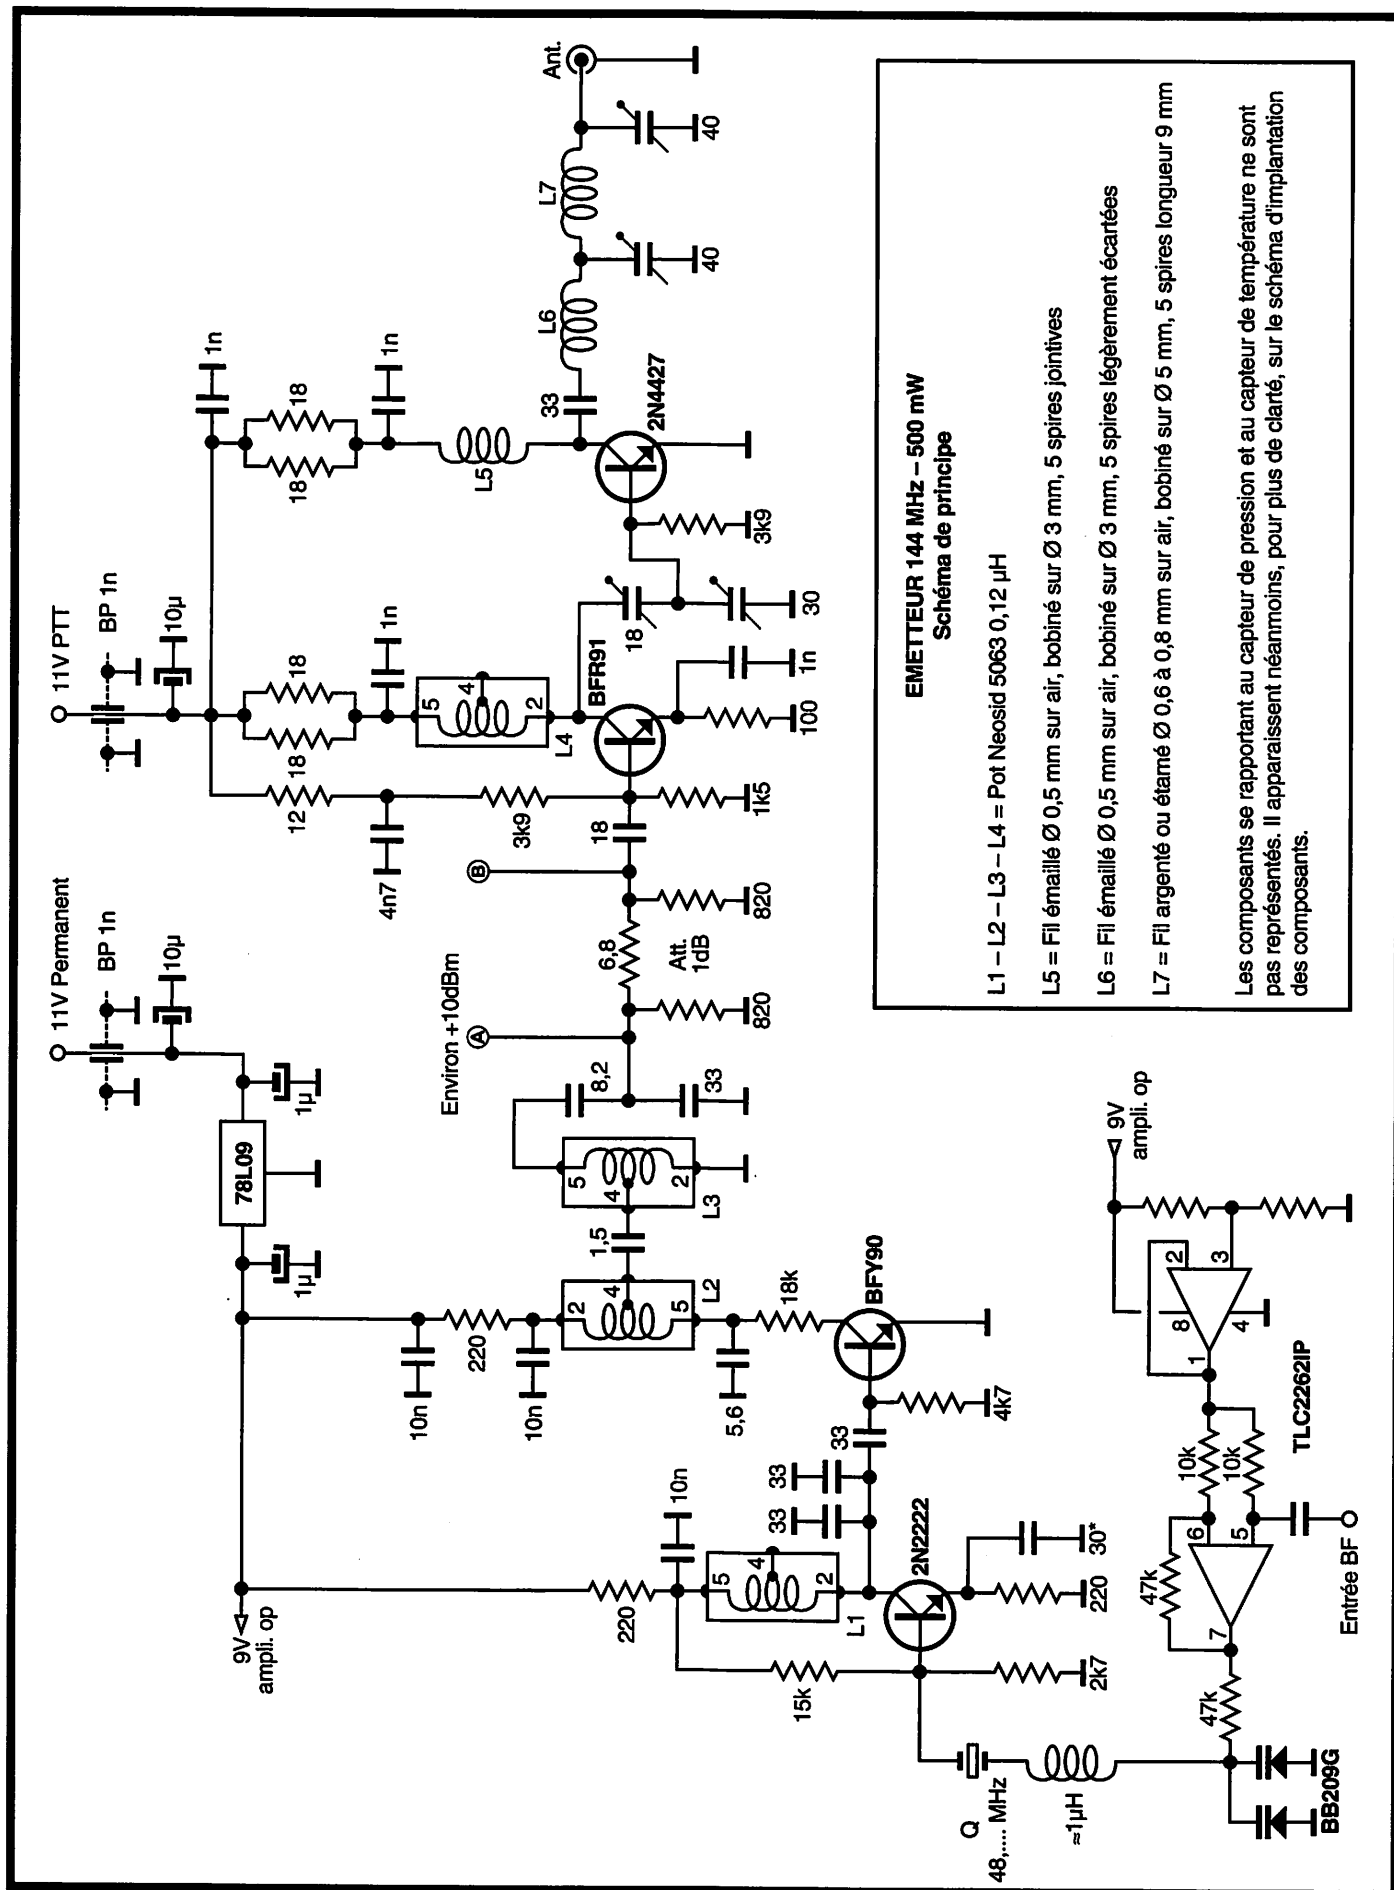 11V Permanent
BP 1n
10µ
1µ
78L09
1µ
9V
ampli. op
11V PTT
BP 1n
10µ
1n
18
18
1n
L5
33
2N4427
3k9
L6
40
L7
40
Ant.
18
18
12
1n
5
4
2
L4
BFR91
4n7
3k9
18
1k5
100
1n
18
30
Environ +10dBm
A
B
6,8
Att.
1dB
820
820
8,2
33
5
4
2
L3
1,5
2
4
5
L2
10n
220
10n
5,6
18k
BFY90
4k7
33
33
33
220
10n
5
4
2
L1
15k
2N2222
2k7
220
30*
Q
48,.... MHz
≈1µH
BB209G
47k
47k
7
6
5
Entrée BF
10k
10k
TLC2262IP
1
2
3
8
4
9V
ampli. op
EMETTEUR 144 MHz – 500 mW
Schéma de principe
L1 – L2 – L3 – L4 = Pot Neosid 5063 0,12 µH
L5 = Fil émaillé Ø 0,5 mm sur air, bobiné sur Ø 3 mm, 5 spires jointives
L6 = Fil émaillé Ø 0,5 mm sur air, bobiné sur Ø 3 mm, 5 spires légèrement écartées
L7 = Fil argenté ou étamé Ø 0,6 à 0,8 mm sur air, bobiné sur Ø 5 mm, 5 spires longueur 9 mm
Les composants se rapportant au capteur de pression et au capteur de température ne sont
pas représentés. Il apparaissent néanmoins, pour plus de clarté, sur le schéma d'implantation
des composants.